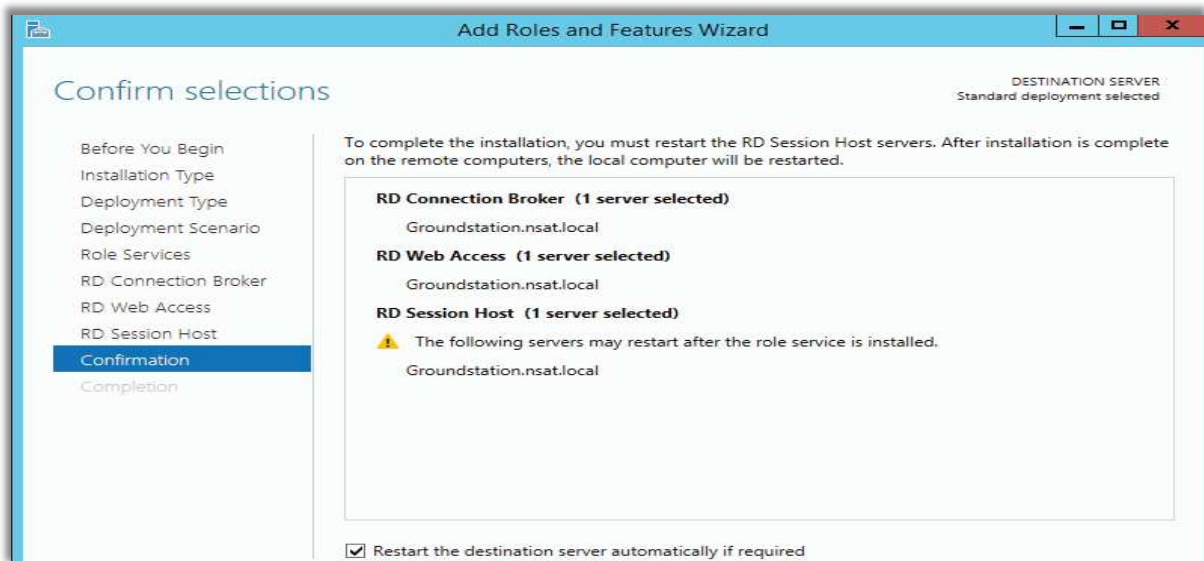 Add Roles and Features Wizard
Confirm selections
DESTINATION SERVER
Standard deployment selected
Before You Begin
Installation Type
Deployment Type
Deployment Scenario
Role Services
RD Connection Broker
RD Web Access
RD Session Host
Confirmation
Completion
To complete the installation, you must restart the RD Session Host servers. After installation is complete
on the remote computers, the local computer will be restarted.
RD Connection Broker (1 server selected)
Groundstation.nsat.local
RD Web Access (1 server selected)
Groundstation.nsat.local
RD Session Host (1 server selected)
The following servers may restart after the role service is installed.
Groundstation.nsat.local
Restart the destination server automatically if required